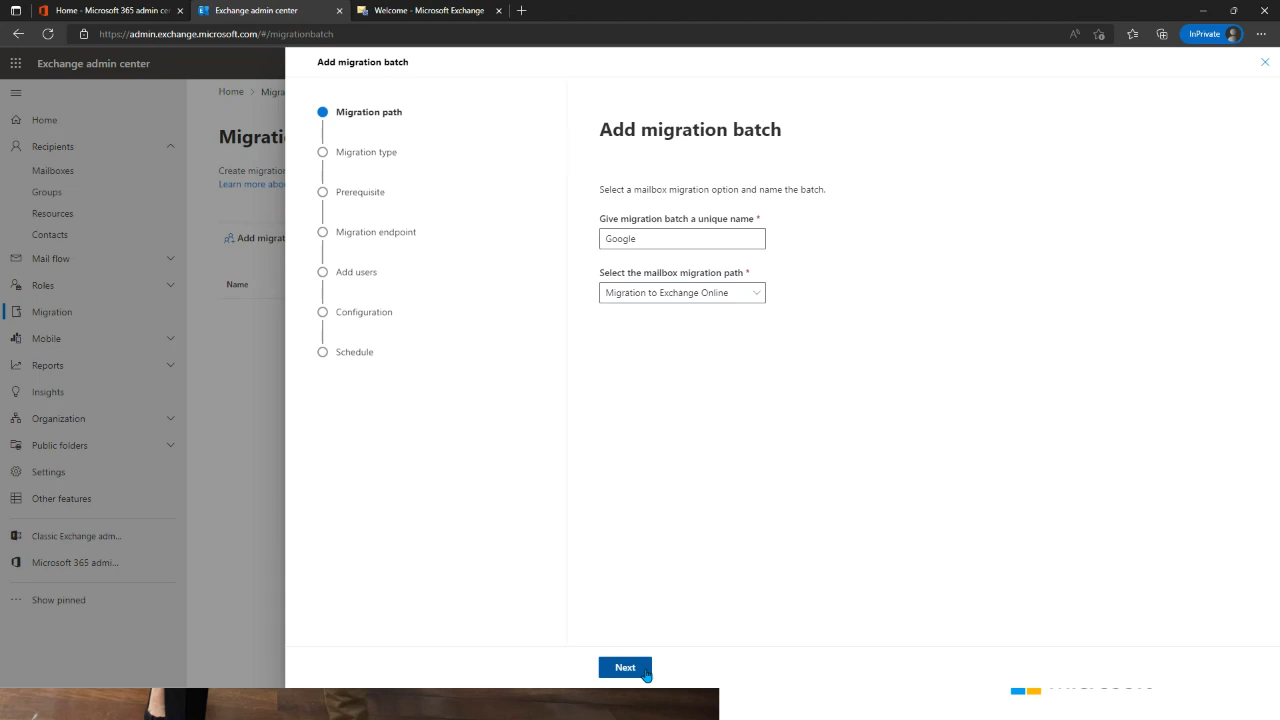 Home - Microsoft 365 admin cer
Exchange admin center
Welcome - Microsoft Exchange
https://admin.exchange.microsoft.com/#/migrationbatch
InPrivate
Exchange admin center
Add migration batch
Home > Migra
Migrati
Create migration
Learn more abou
Add migrat
Name
Home
Recipients
Mailboxes
Groups
Resources
Contacts
Mail flow
Roles
Migration
Mobile
Reports
Insights
Organization
Public folders
Settings
Other features
Classic Exchange adm...
Microsoft 365 admi...
Show pinned
Migration path
Migration type
Prerequisite
Migration endpoint
Add users
Configuration
Schedule
Add migration batch
Select a mailbox migration option and name the batch.
Give migration batch a unique name *
Google
Select the mailbox migration path *
Migration to Exchange Online
Next